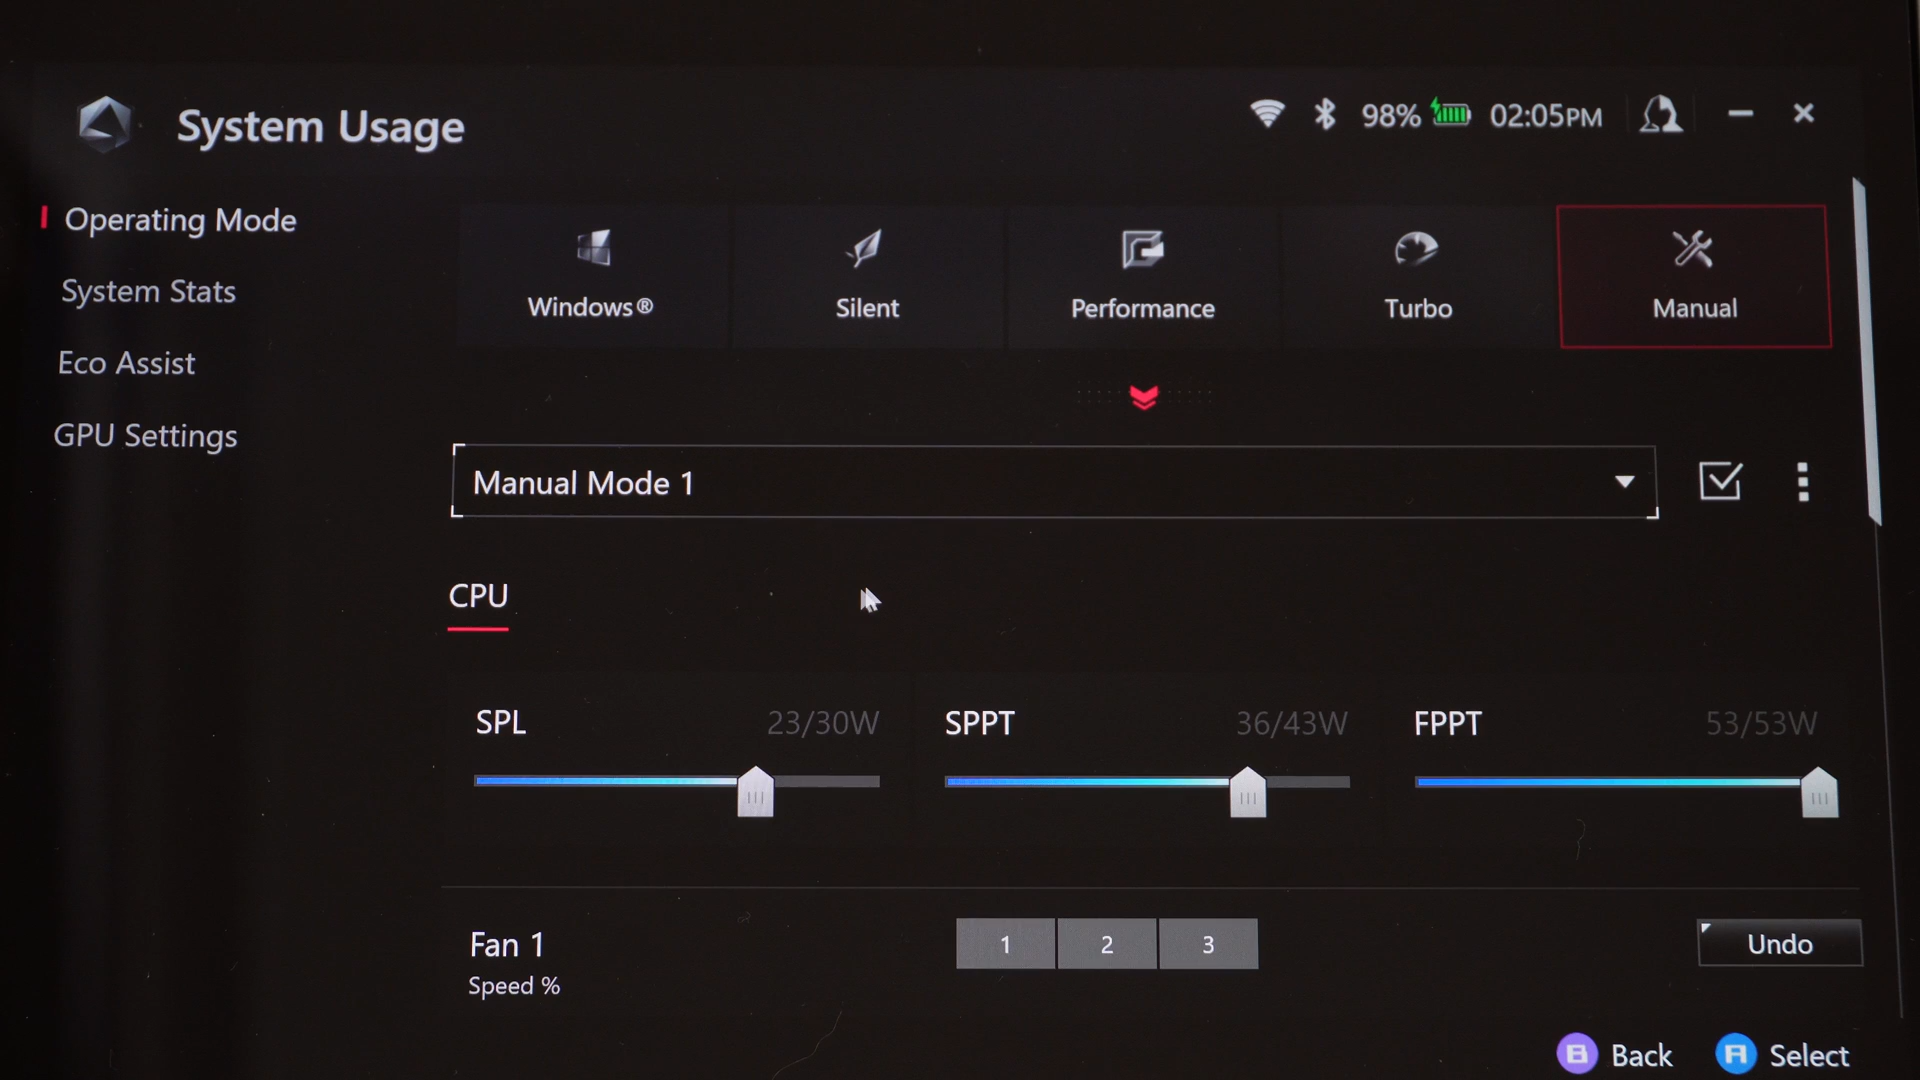 System Usage
98%
02:05PM
Operating Mode
System Stats
Eco Assist
GPU Settings
Windows®
Silent
Performance
Turbo
Manual
Manual Mode 1
CPU
SPL
23/30W
SPPT
36/43W
FPPT
53/53W
Fan 1
Speed %
1
2
3
Undo
B Back
A Select